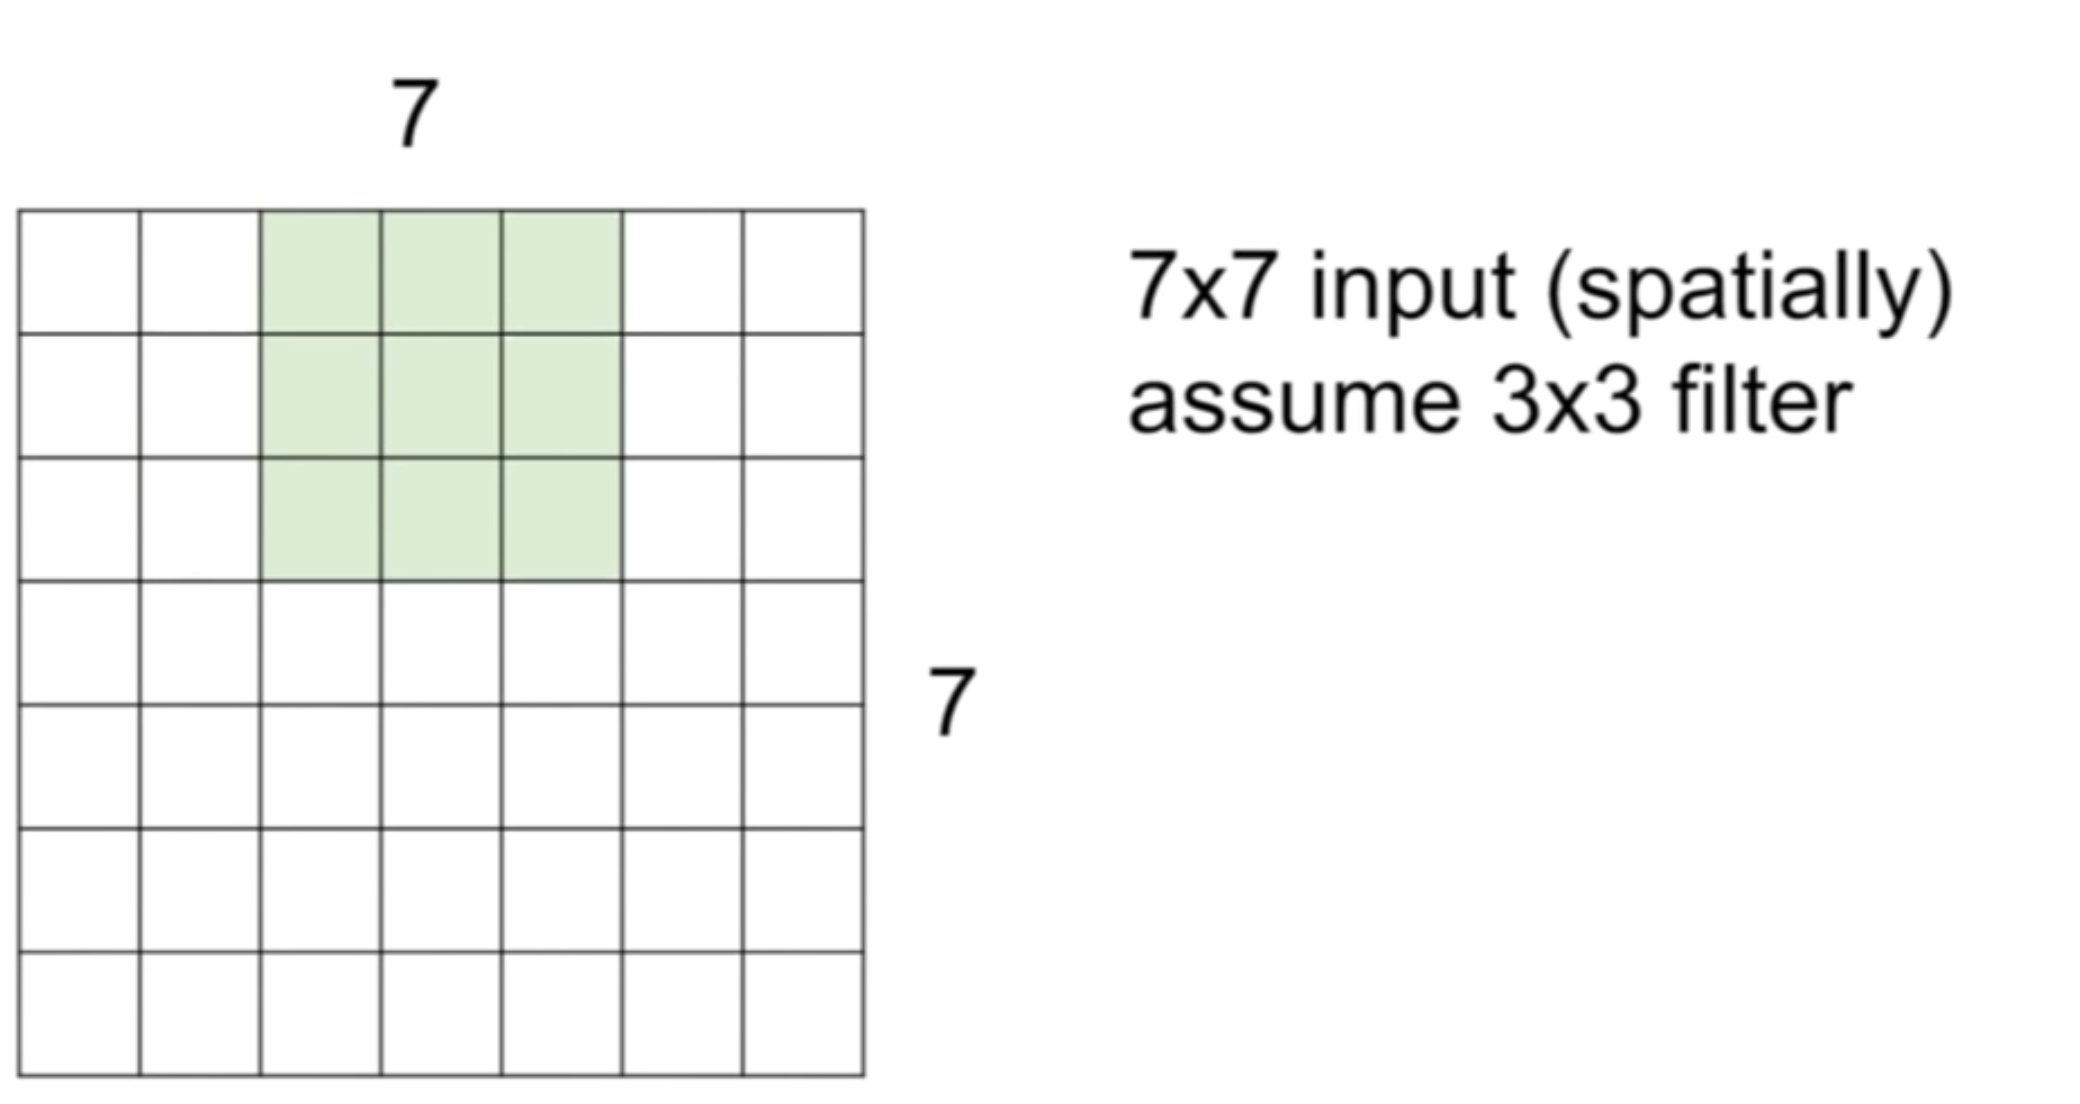 7
7x7 input (spatially)
assume 3x3 filter
7